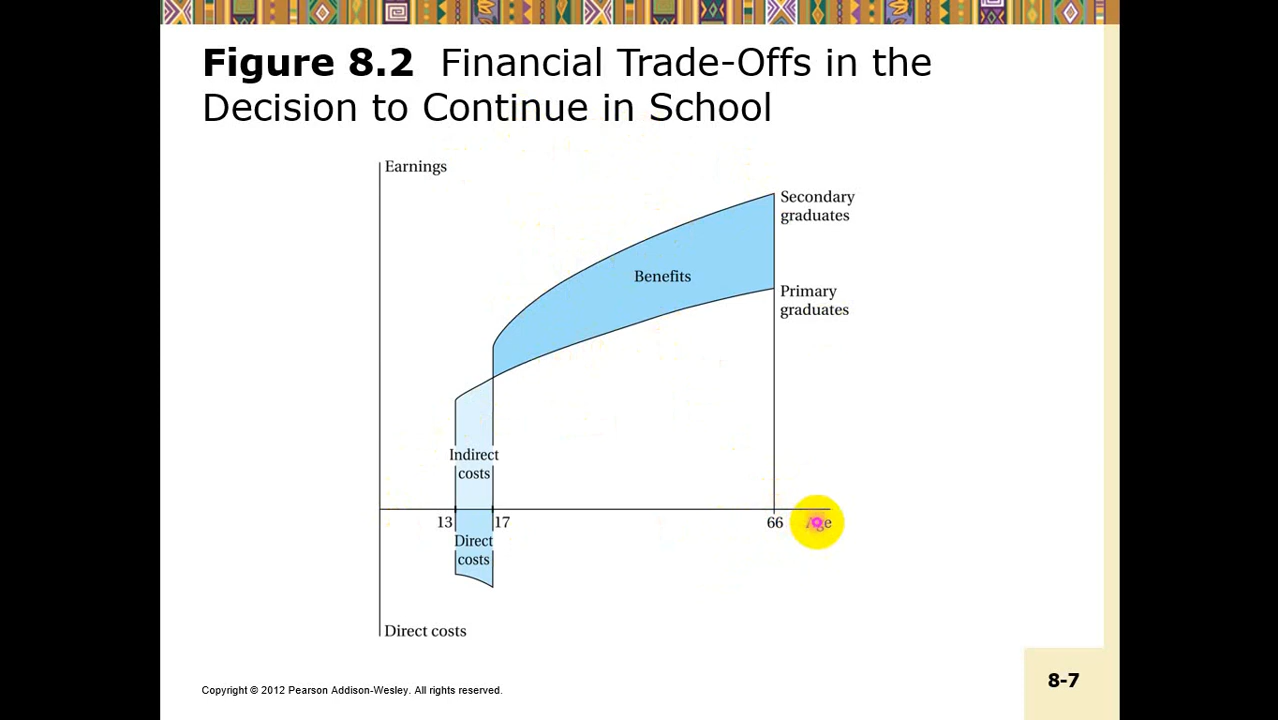 Figure 8.2 Financial Trade-Offs in the
Decision to Continue in School
Earnings
Secondary
graduates
Benefits
Primary
graduates
Indirect
costs
13
17
66
Age
Direct
costs
Direct costs
Copyright © 2012 Pearson Addison-Wesley. All rights reserved.
8-7